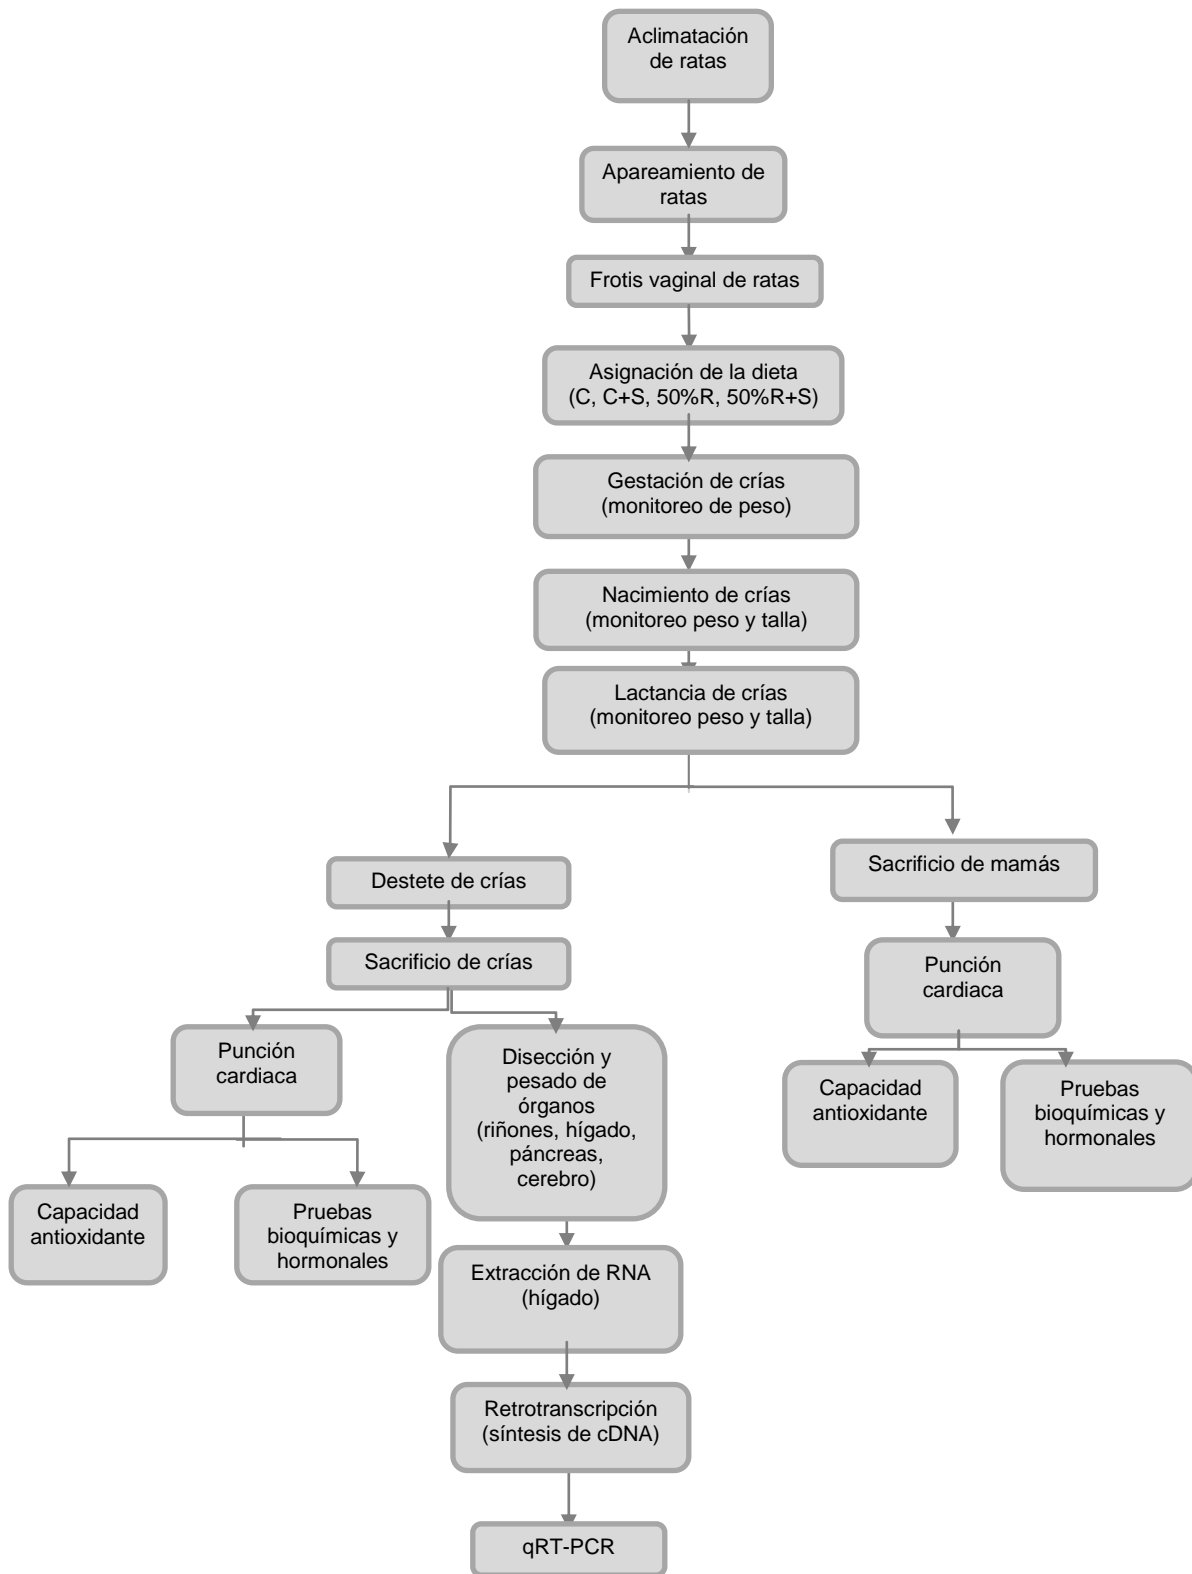 Aclimatación
de ratas
Apareamiento de
ratas
Frotis vaginal de ratas
Asignación de la dieta
(C, C+S, 50%R, 50%R+S)
Gestación de crías
(monitoreo de peso)
Nacimiento de crías
(monitoreo peso y talla)
Lactancia de crías
(monitoreo peso y talla)
Destete de crías
Sacrificio de crías
Punción
cardiaca
Capacidad
antioxidante
Pruebas
bioquímicas y
hormonales
Disección y
pesado de
órganos
(riñones, hígado,
páncreas,
cerebro)
Extracción de RNA
(hígado)
Retrotranscripción
(síntesis de cDNA)
qRT-PCR
Sacrificio de mamás
Punción
cardiaca
Capacidad
antioxidante
Pruebas
bioquímicas y
hormonales